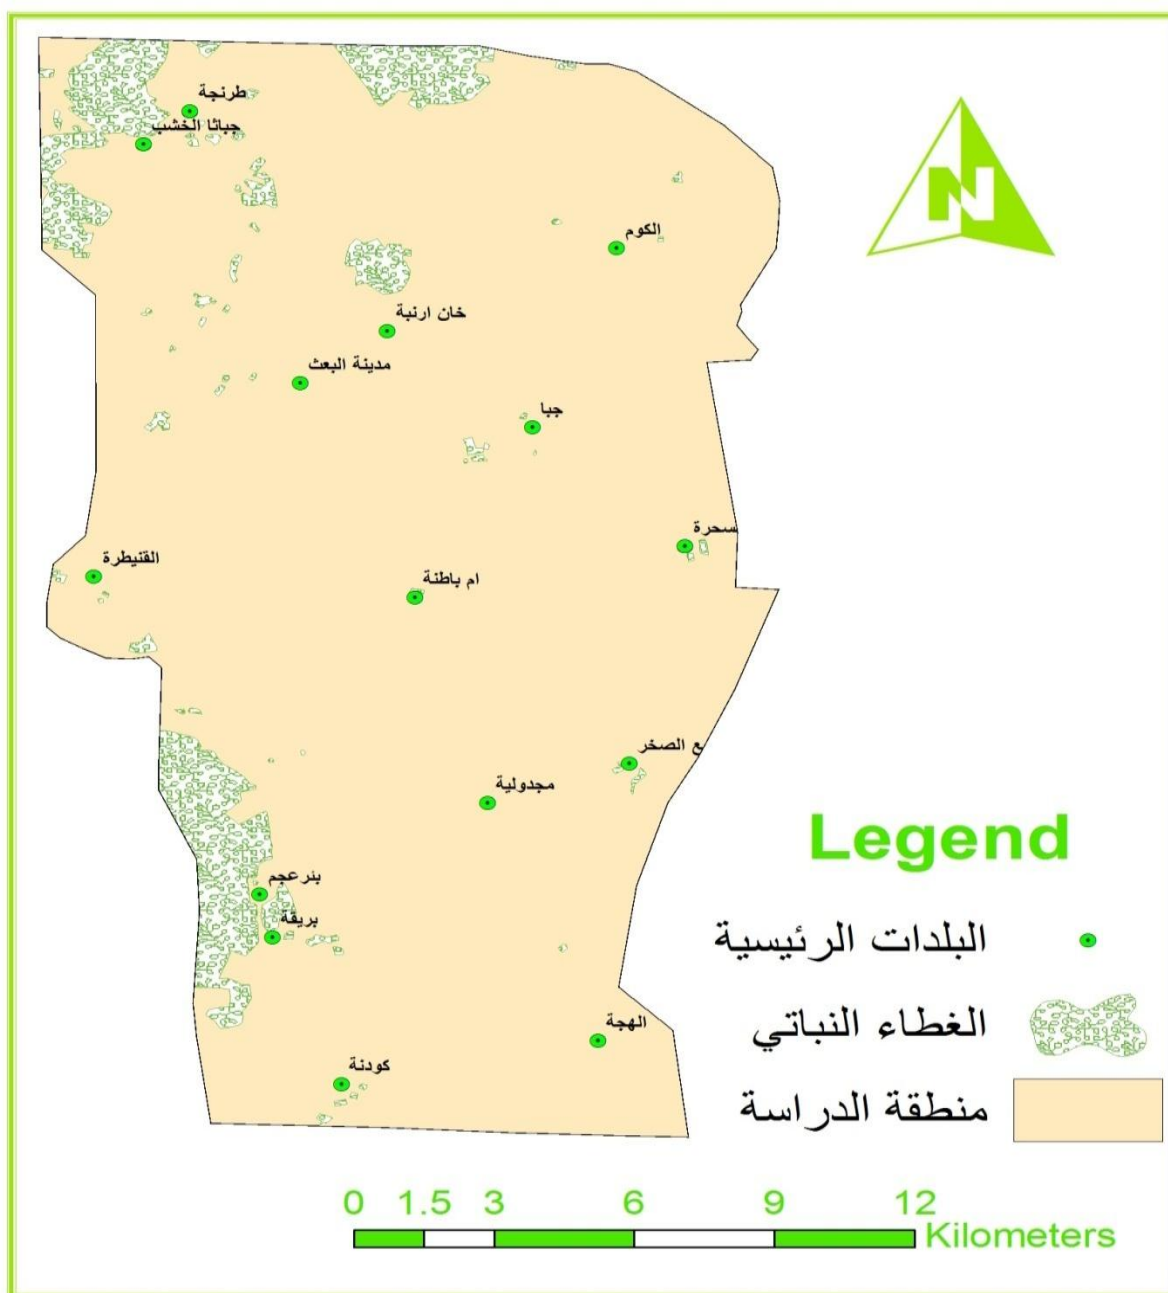 طرنجة
جباثا الخشب
N
الكوم
خان ارنبة
مدينة البعث
جبا
سحرة
القنيطرة
ام باطنة
ع الصخر
مجدولية
Legend
بئرعجم
بريقة
البلدات الرئيسية
الغطاء النباتي
الهجة
كودنة
منطقة الدراسة
0 1.5 3 6 9 12
Kilometers